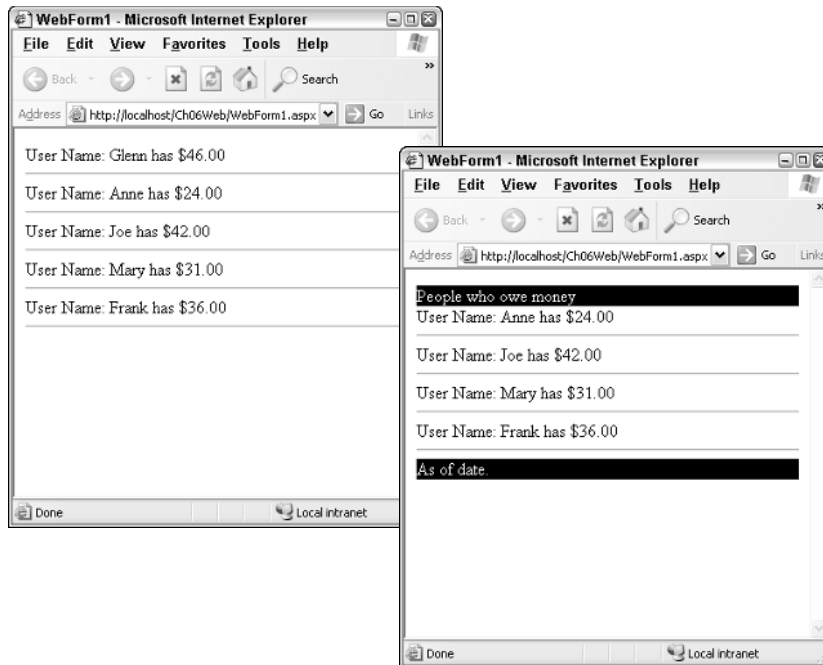 WebForm1 - Microsoft Internet Explorer
File Edit View Favorites Tools Help
Back Search »
Address http://localhost/Ch06Web/WebForm1.aspx Go Links
User Name: Glenn has $46.00
User Name: Anne has $24.00
User Name: Joe has $42.00
User Name: Mary has $31.00
User Name: Frank has $36.00
Done Local intranet
WebForm1 - Microsoft Internet Explorer
File Edit View Favorites Tools Help
Back Search »
Address http://localhost/Ch06Web/WebForm1.aspx Go Links
People who owe money
User Name: Anne has $24.00
User Name: Joe has $42.00
User Name: Mary has $31.00
User Name: Frank has $36.00
As of date.
Done Local intranet